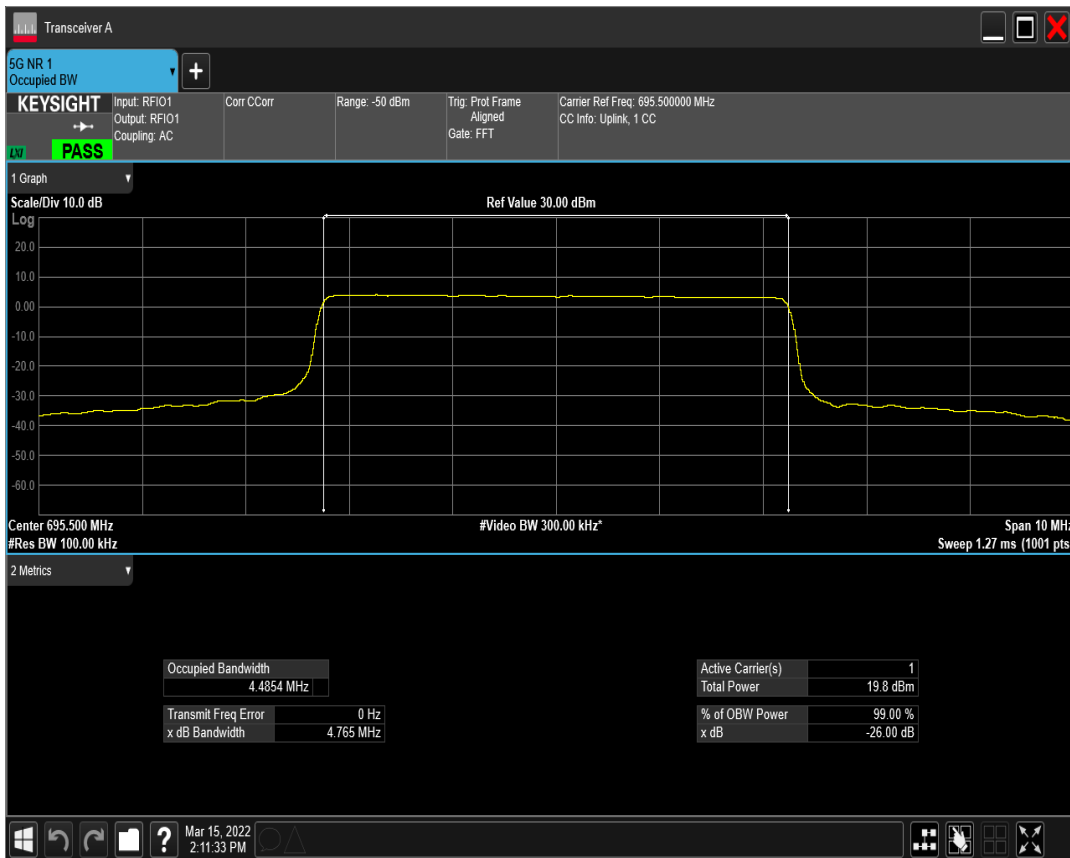 Transceiver A
5G NR 1
Occupied BW
+
KEYSIGHT
LXI
PASS
Input: RFIO1
Output: RFIO1
Coupling: AC
Corr CCorr
Range: -50 dBm
Trig: Prot Frame
Aligned
Gate: FFT
Carrier Ref Freq: 695.500000 MHz
CC Info: Uplink, 1 CC
1 Graph
Scale/Div 10.0 dB
Ref Value 30.00 dBm
Log
20.0
10.0
0.00
-10.0
-20.0
-30.0
-40.0
-50.0
-60.0
Center 695.500 MHz
#Video BW 300.00 kHz*
Span 10 MHz
#Res BW 100.00 kHz
Sweep 1.27 ms (1001 pts
2 Metrics
Occupied Bandwidth
4.4854 MHz
Transmit Freq Error 0 Hz
x dB Bandwidth 4.765 MHz
Active Carrier(s) 1
Total Power 19.8 dBm
% of OBW Power 99.00 %
x dB -26.00 dB
?
Mar 15, 2022
2:11:33 PM